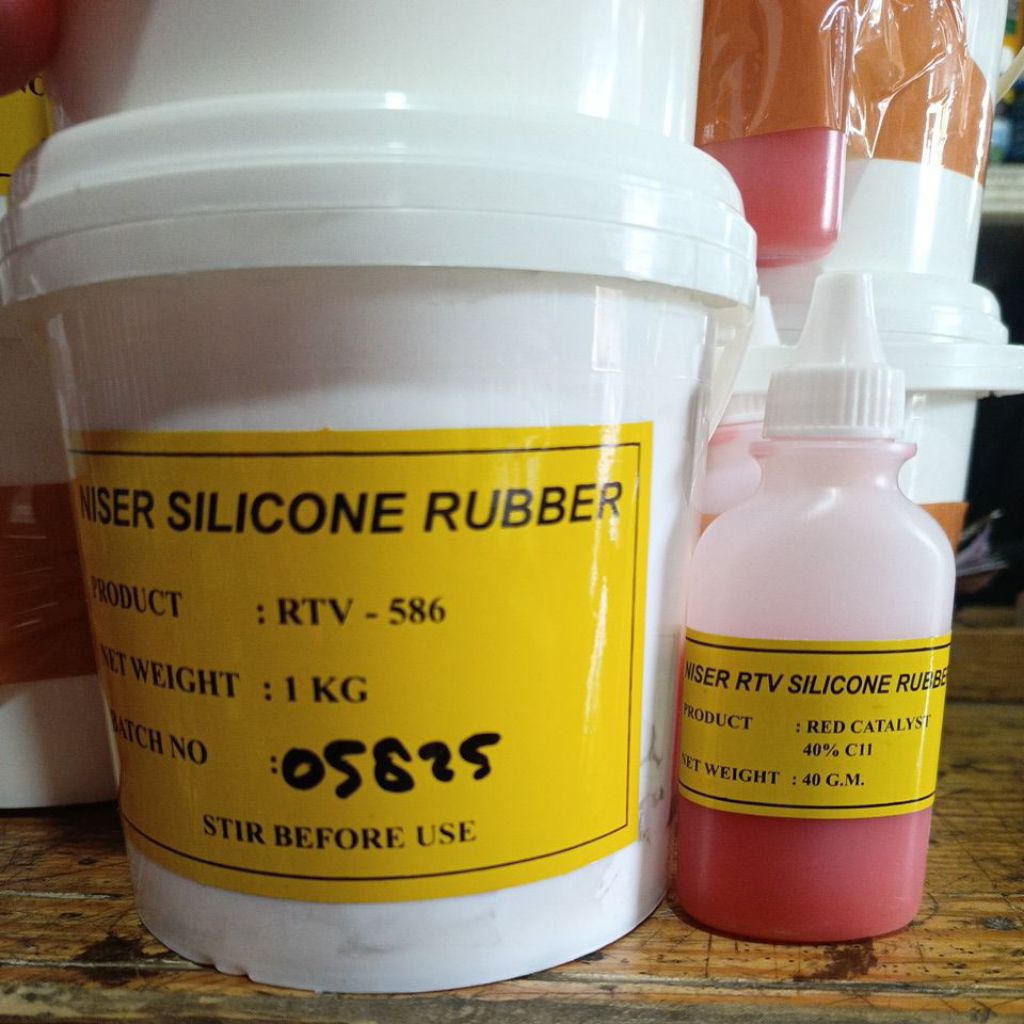 NISER SILICONE RUBBER
PRODUCT : RTV - 586
NET WEIGHT : 1 KG
BATCH NO : 05825
STIR BEFORE USE
NISER RTV SILICONE RUBBE
PRODUCT : RED CATALYST
40% C11
NET WEIGHT : 40 G.M.